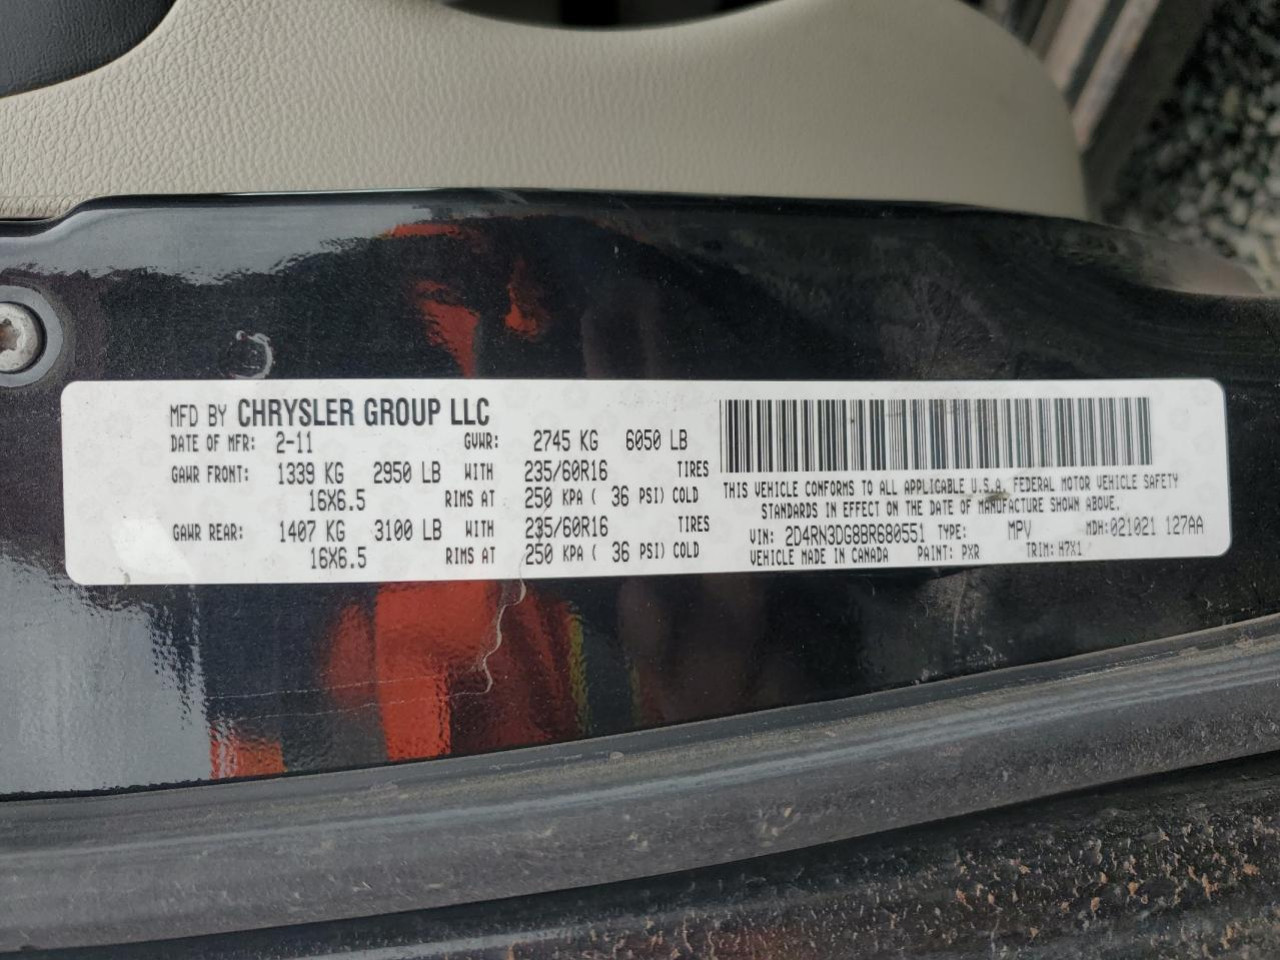 MFD BY CHRYSLER GROUP LLC
DATE OF MFR: 2-11 GVWR: 2745 KG 6050 LB
GAWR FRONT: 1339 KG 2950 LB WITH 235/60R16 TIRES
16X6.5 RIMS AT 250 KPA ( 36 PSI) COLD
GAWR REAR: 1407 KG 3100 LB WITH 235/60R16 TIRES
16X6.5 RIMS AT 250 KPA ( 36 PSI) COLD
THIS VEHICLE CONFORMS TO ALL APPLICABLE U.S.A. FEDERAL MOTOR VEHICLE SAFETY
STANDARDS IN EFFECT ON THE DATE OF MANUFACTURE SHOWN ABOVE.
VIN: 2D4RN3DG8BR680551 TYPE: MPV MDH:021021 127AA
VEHICLE MADE IN CANADA PAINT: PXR TRIM: H7X1